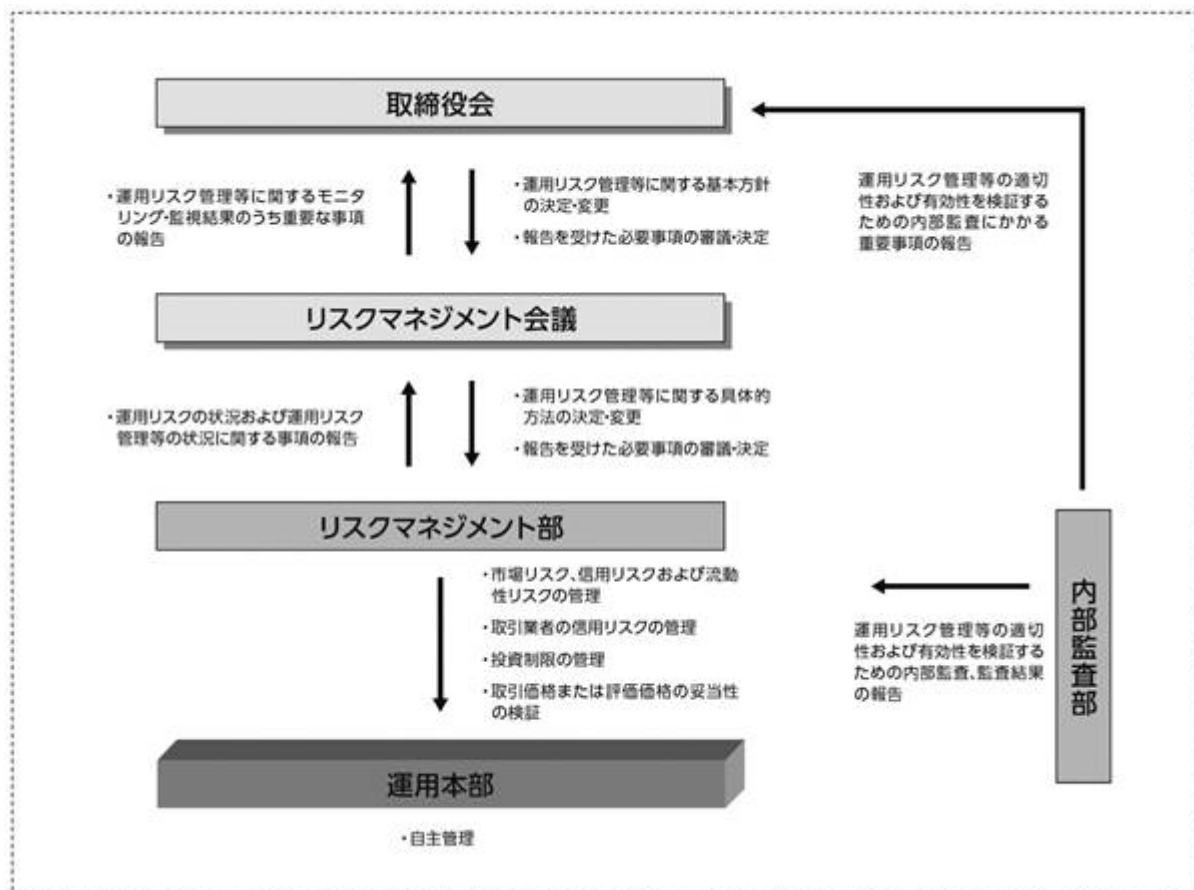 取締役会
・運用リスク管理等に関するモニタ
リング・監視結果のうち重要な事項
の報告
・運用リスク管理等に関する基本方針
の決定・変更
・報告を受けた必要事項の審議・決定
運用リスク管理等の適切
性および有効性を検証する
ための内部監査にかかる
重要事項の報告
リスクマネジメント会議
・運用リスクの状況および運用リスク
管理等の状況に関する事項の報告
・運用リスク管理等に関する具体的
方法の決定・変更
・報告を受けた必要事項の審議・決定
リスクマネジメント部
・市場リスク、信用リスクおよび流動
性リスクの管理
・取引業者の信用リスクの管理
・投資制限の管理
・取引価格または評価価格の妥当性
の検証
運用リスク管理等の適切
性および有効性を検証する
ための内部監査、監査結果
の報告
内部監査部
運用本部
・自主管理